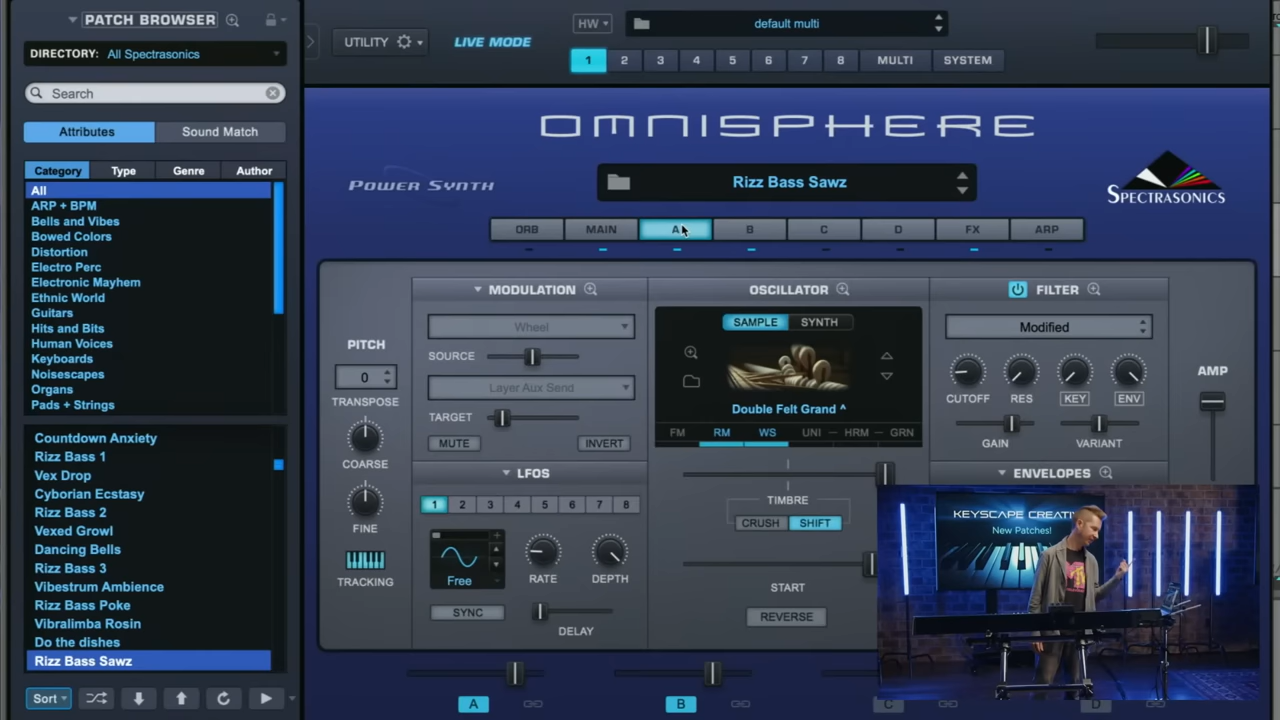 PATCH BROWSER
DIRECTORY: All Spectrasonics
Search
Attributes
Sound Match
Category
Type
Genre
Author
All
ARP + BPM
Bells and Vibes
Bowed Colors
Distortion
Electro Perc
Electronic Mayhem
Ethnic World
Guitars
Hits and Bits
Human Voices
Keyboards
Noisescapes
Organs
Pads + Strings
Countdown Anxiety
Rizz Bass 1
Vex Drop
Cyborian Ecstasy
Rizz Bass 2
Vexed Growl
Dancing Bells
Rizz Bass 3
Vibestrum Ambience
Rizz Bass Poke
Vibralimba Rosin
Do the dishes
Rizz Bass Sawz
Sort
UTILITY
LIVE MODE
HW
default multi
1 2 3 4 5 6 7 8 MULTI SYSTEM
OMNISPHERE
POWER SYNTH
Rizz Bass Sawz
SPECTRASONICS
ORB MAIN A B C D FX ARP
PITCH
0
TRANSPOSE
COARSE
FINE
TRACKING
MODULATION
Wheel
SOURCE
Layer Aux Send
TARGET
MUTE
INVERT
LFOS
1 2 3 4 5 6 7 8
Free
RATE
DEPTH
SYNC
DELAY
OSCILLATOR
SAMPLE
SYNTH
Double Felt Grand ^
FM RM WS UNI HRM GRN
TIMBRE
CRUSH
SHIFT
START
REVERSE
FILTER
Modified
CUTOFF RES KEY ENV
GAIN
VARIANT
ENVELOPES
AMP
KEYSCAPE CREATIV
New Patches!
A
B
C
D